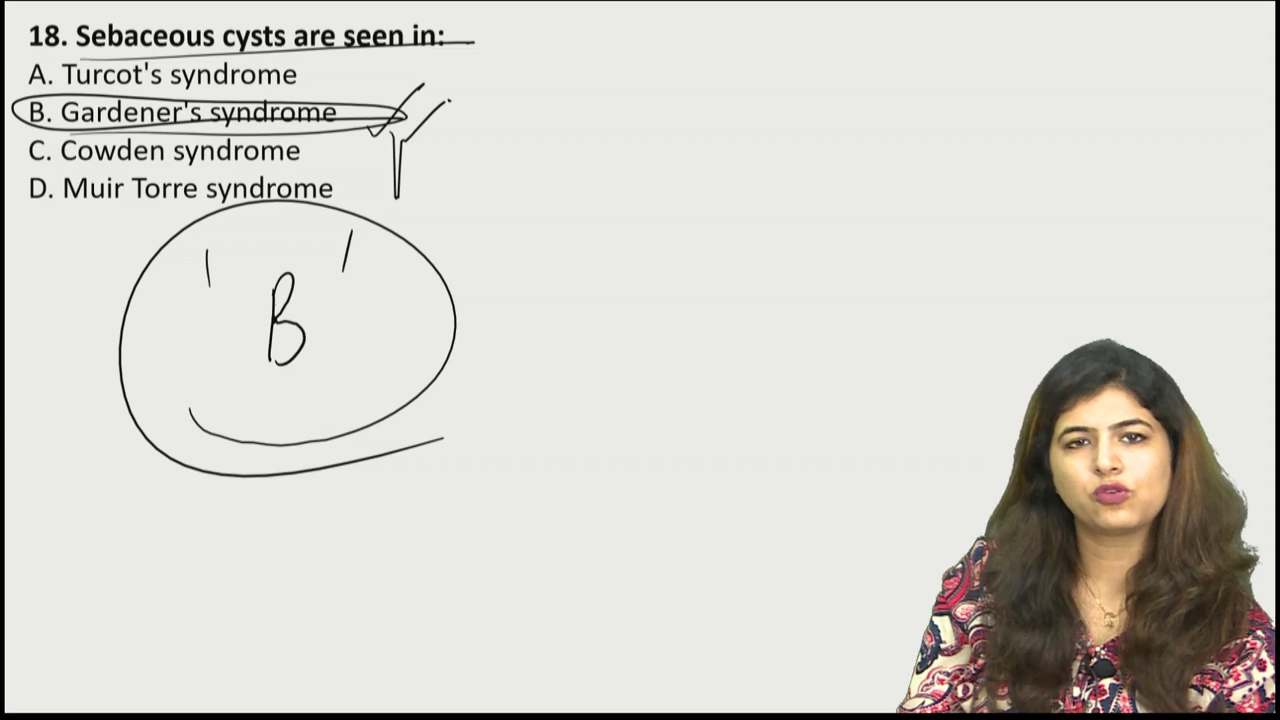 18. Sebaceous cysts are seen in:
A. Turcot's syndrome
B. Gardener's syndrome
C. Cowden syndrome
D. Muir Torre syndrome
B